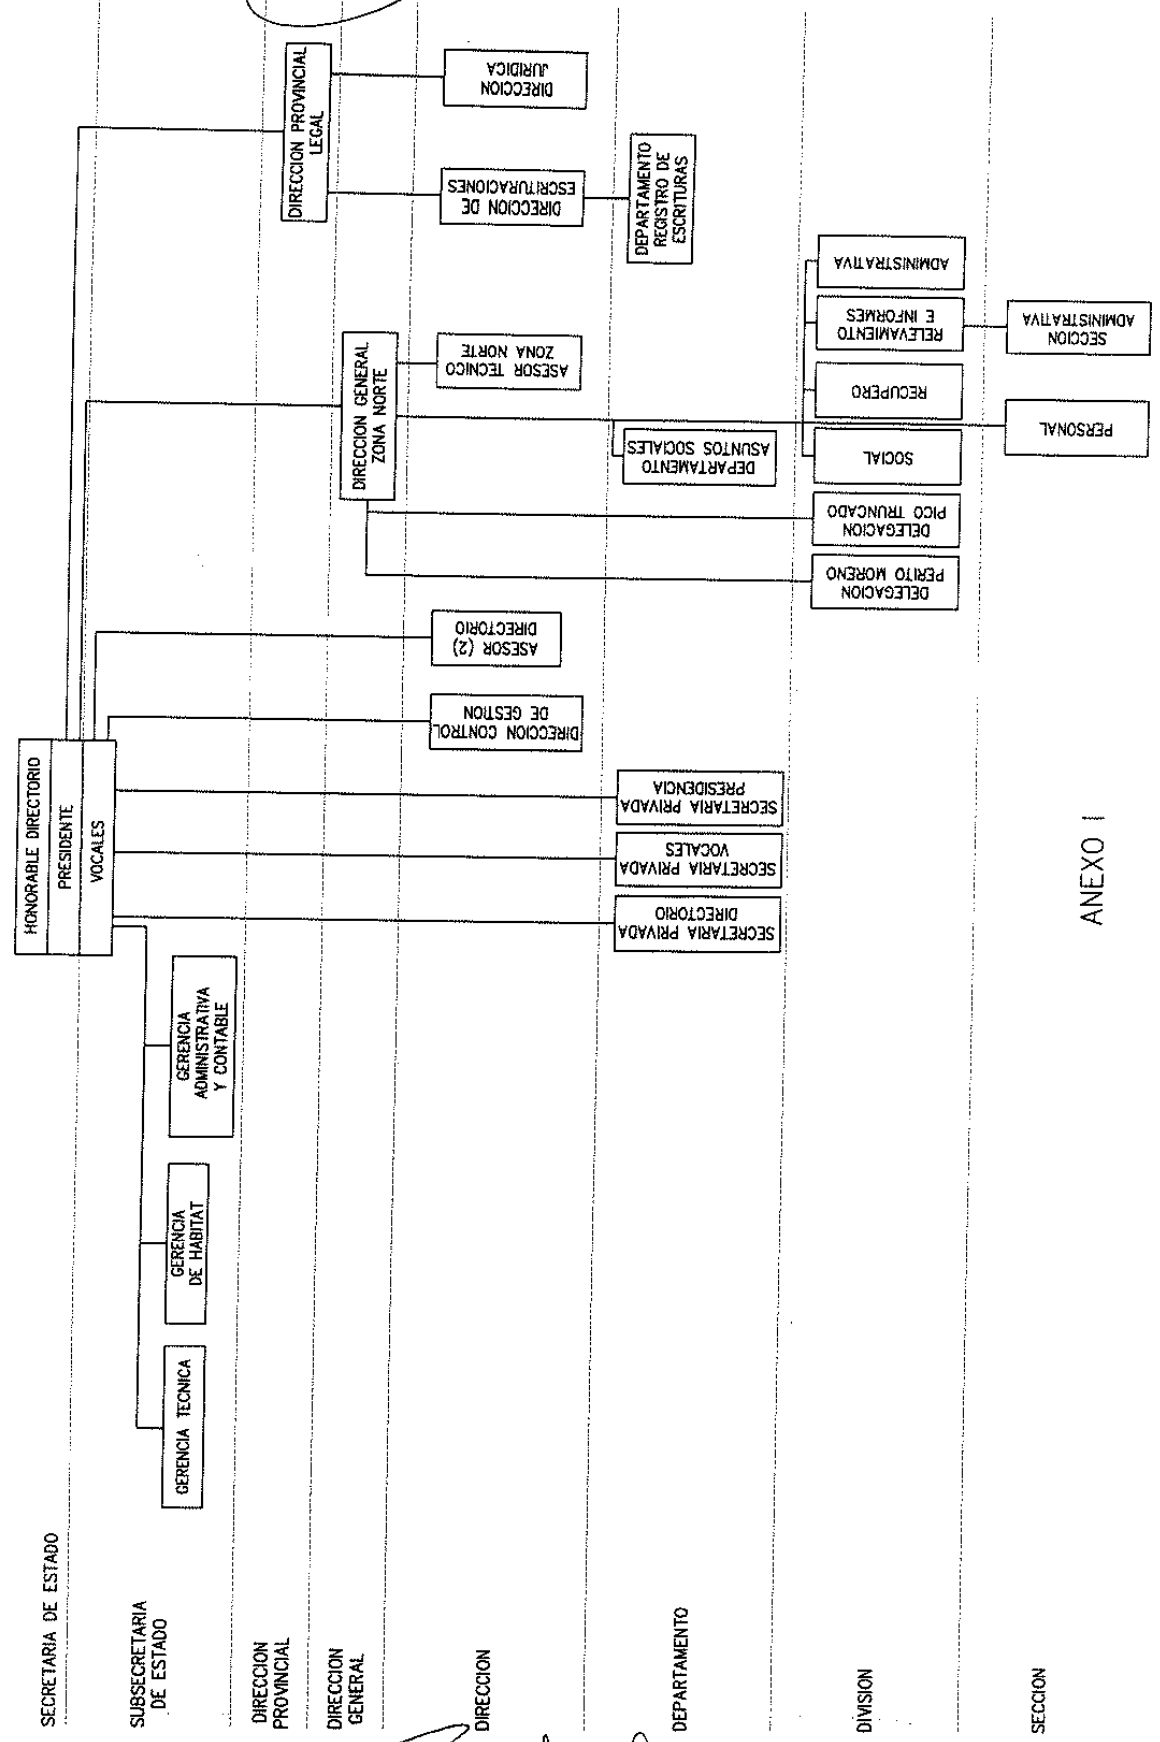 SECRETARIA DE ESTADO
SUBSECRETARIA
DE ESTADO
DIRECCION
PROVINCIAL
DIRECCION
GENERAL
DIRECCION
DEPARTAMENTO
DIVISION
SECCION
HONORABLE DIRECTORIO
PRESIDENTE
VOCALES
GERENCIA TECNICA
GERENCIA
DE HABITAT
GERENCIA
ADMINISTRATIVA
Y CONTABLE
DIRECCION PROVINCIAL
LEGAL
DIRECCION GENERAL
ZONA NORTE
DIRECCION CONTROL
DE GESTION
ASESOR (2)
DIRECTORIO
ASESOR TECNICO
ZONA NORTE
DIRECCION DE
ESCRITURACIONES
DIRECCION
JURIDICA
SECRETARIA PRIVADA
DIRECTORIO
SECRETARIA PRIVADA
VOCALES
SECRETARIA PRIVADA
PRESIDENCIA
DEPARTAMENTO
ASUNTOS SOCIALES
DEPARTAMENTO
REGISTRO DE
ESCRITURAS
DELEGACION
PERITO MORENO
DELEGACION
PICO TRUNCADO
SOCIAL
RECUPERO
RELEVAMIENTO
E INFORMES
ADMINISTRATIVA
PERSONAL
SECCION
ADMINISTRATIVA
ANEXO I